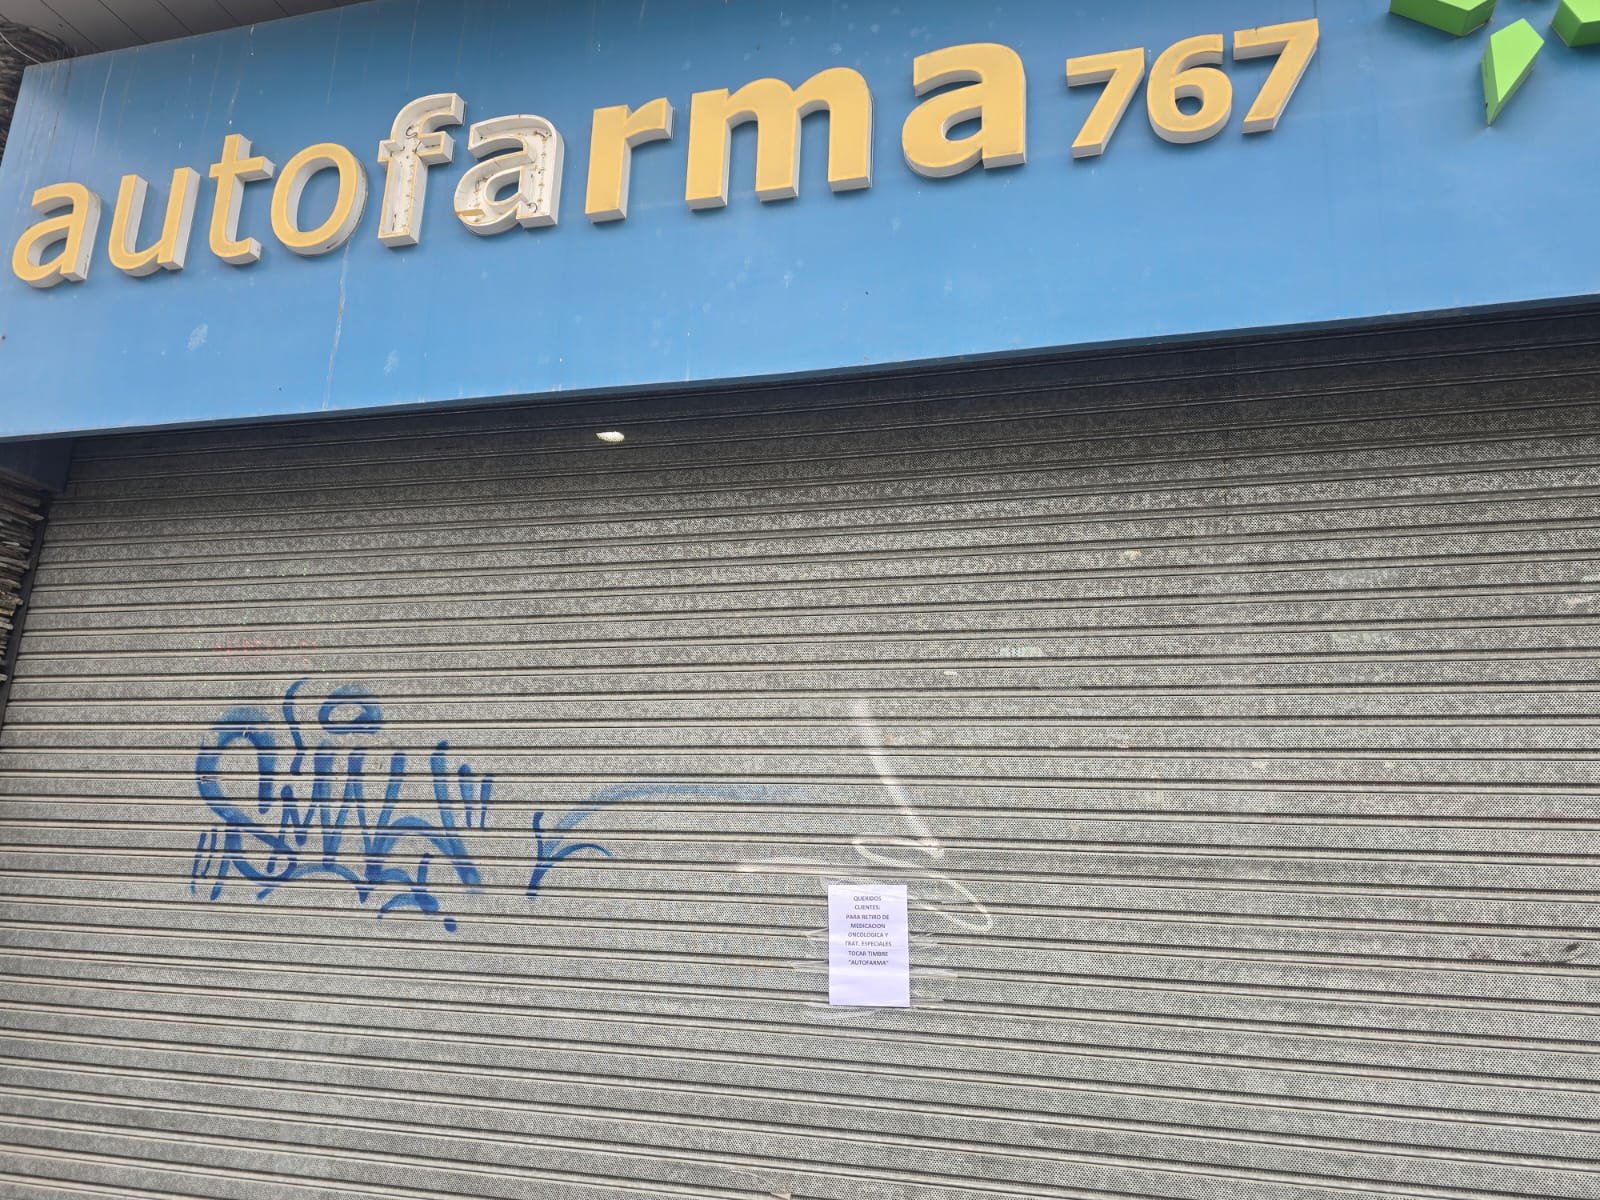 autofarma 767
QUERIDOS
CLIENTES:
PARA RETIRO DE
MEDICACION
ONCOLOGICA Y
TRAT. ESPECIALES
TOCAR TIMBRE
"AUTOFARMA"